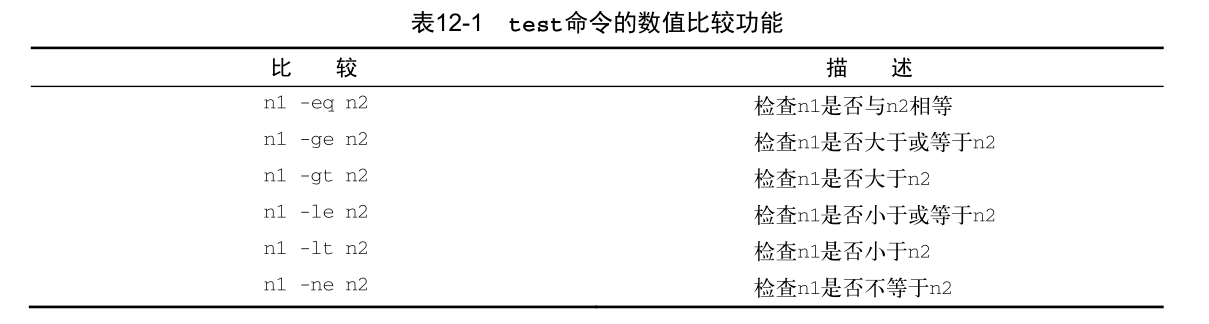 表12-1 test命令的数值比较功能
比 较 描 述
n1 -eq n2 检查n1是否与n2相等
n1 -ge n2 检查n1是否大于或等于n2
n1 -gt n2 检查n1是否大于n2
n1 -le n2 检查n1是否小于或等于n2
n1 -lt n2 检查n1是否小于n2
n1 -ne n2 检查n1是否不等于n2